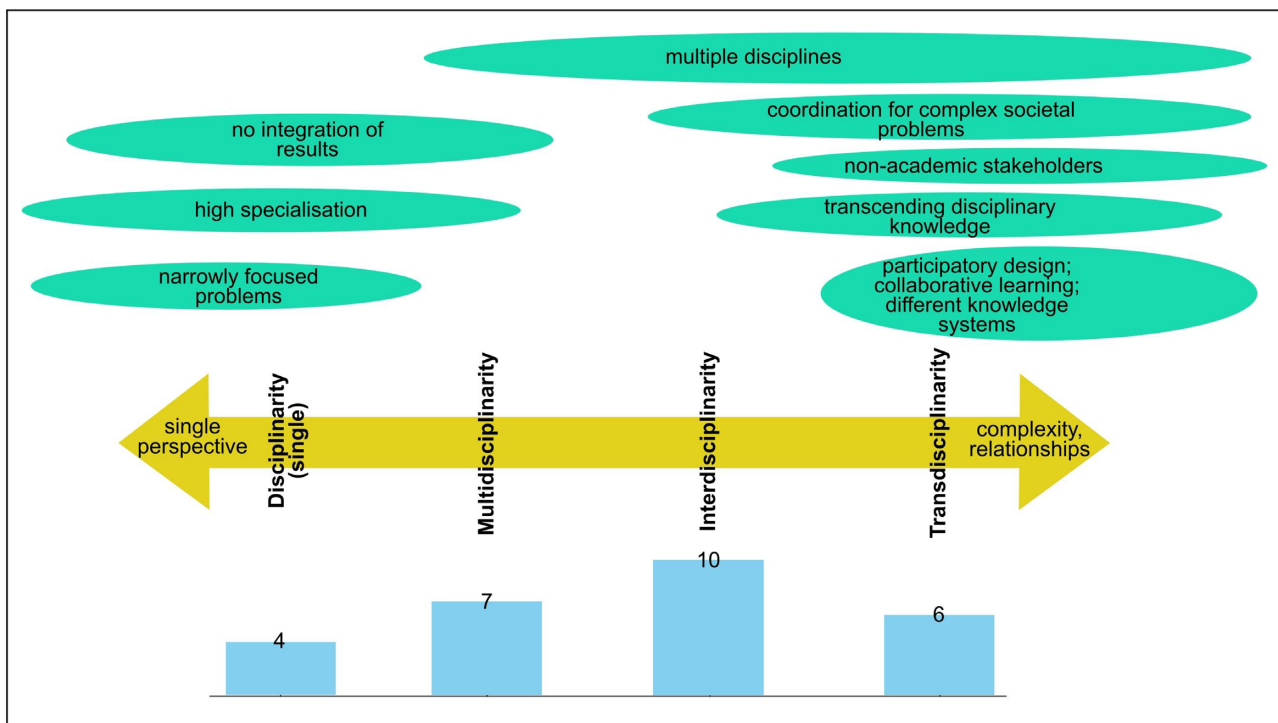 multiple disciplines
coordination for complex societal
problems
no integration of
results
non-academic stakeholders
high specialisation
transcending disciplinary
knowledge
narrowly focused
problems
participatory design;
collaborative learning;
different knowledge
systems
single
perspective
Disciplinarity
(single)
Multidisciplinarity
Interdisciplinarity
Transdisciplinarity
complexity,
relationships
4
7
10
6